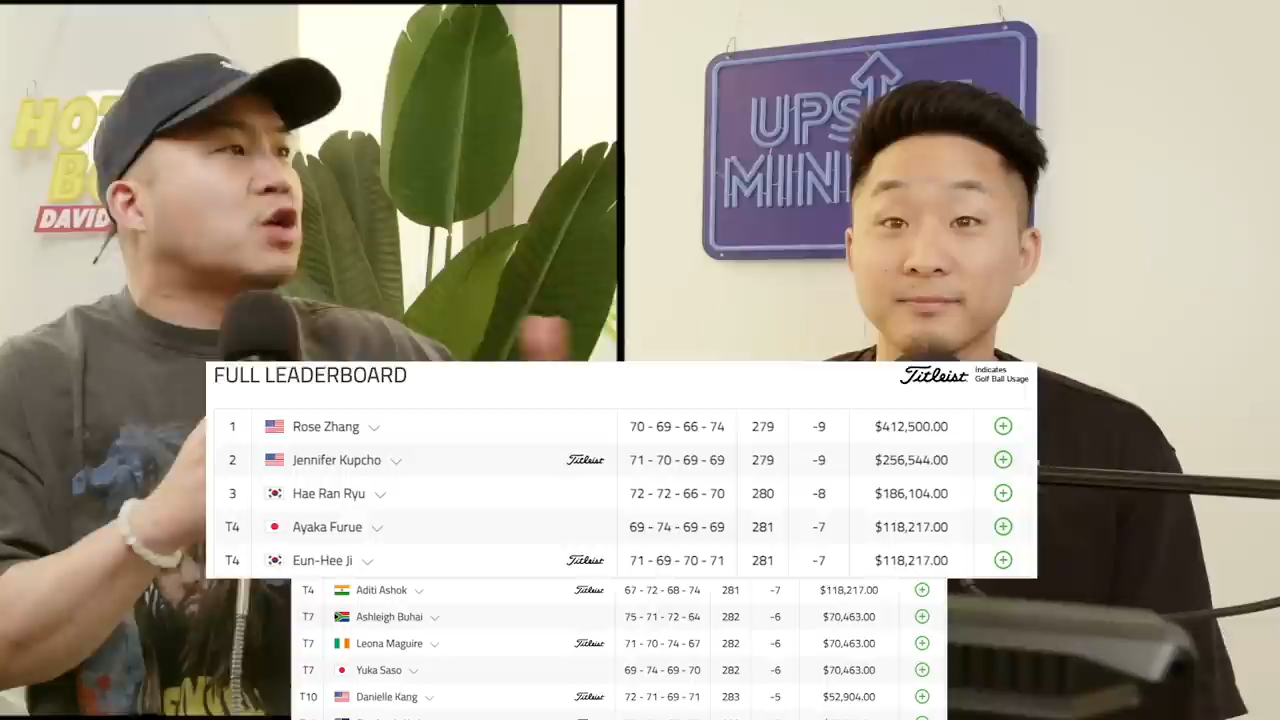 HO
B
DAVID
UPS
MIN
FULL LEADERBOARD
Titleist
Indicates
Golf Ball Usage
1 Rose Zhang 70 - 69 - 66 - 74 279 -9 $412,500.00
2 Jennifer Kupcho Titleist 71 - 70 - 69 - 69 279 -9 $256,544.00
3 Hae Ran Ryu 72 - 72 - 66 - 70 280 -8 $186,104.00
T4 Ayaka Furue 69 - 74 - 69 - 69 281 -7 $118,217.00
T4 Eun-Hee Ji Titleist 71 - 69 - 70 - 71 281 -7 $118,217.00
T4 Aditi Ashok Titleist 67 - 72 - 68 - 74 281 -7 $118,217.00
T7 Ashleigh Buhai 75 - 71 - 72 - 64 282 -6 $70,463.00
T7 Leona Maguire Titleist 71 - 70 - 74 - 67 282 -6 $70,463.00
T7 Yuka Saso 69 - 74 - 69 - 70 282 -6 $70,463.00
T10 Danielle Kang Titleist 72 - 71 - 69 - 71 283 -5 $52,904.00